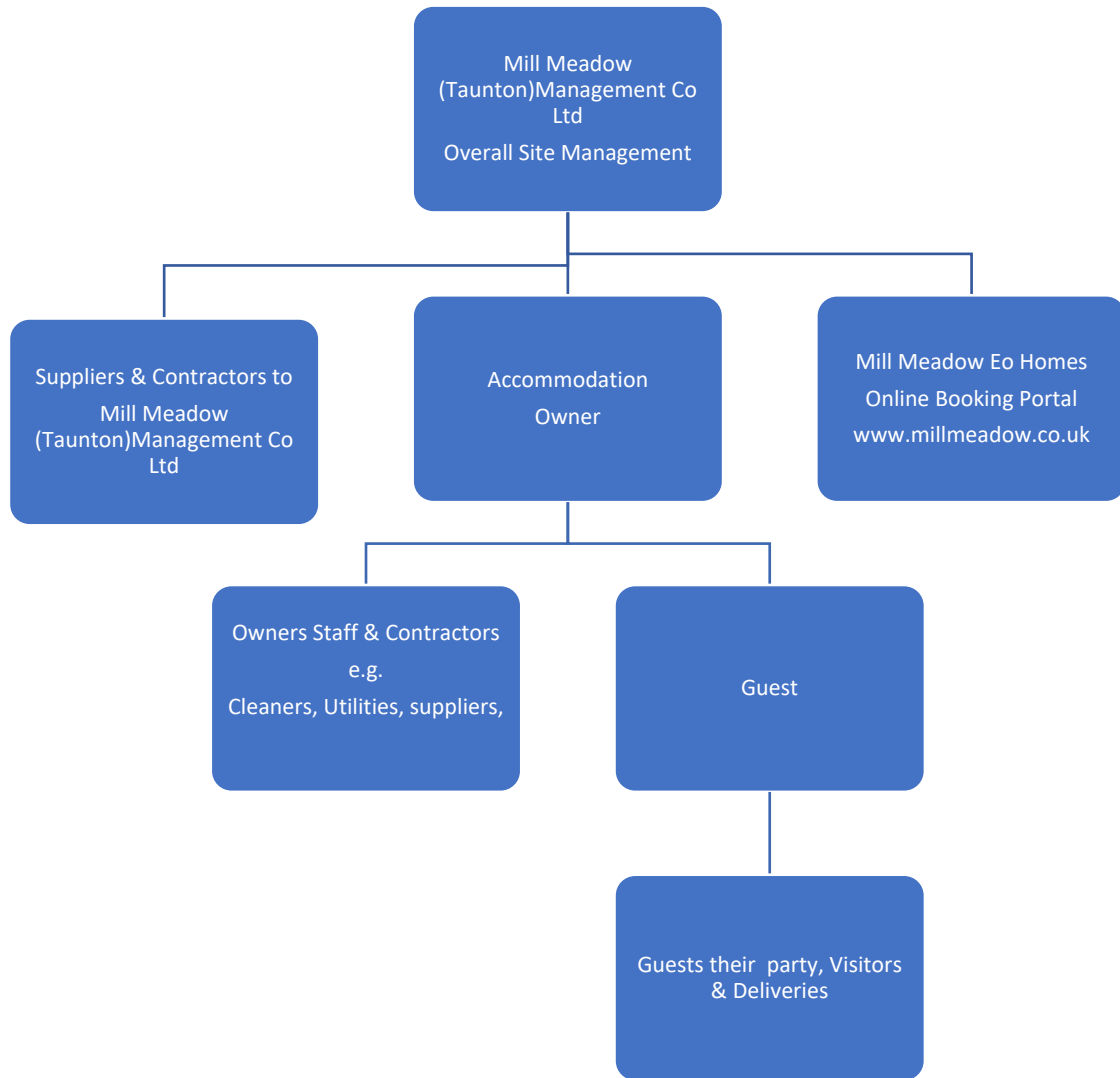 Mill Meadow
(Taunton)Management Co
Ltd
Overall Site Management
Suppliers & Contractors to
Mill Meadow
(Taunton)Management Co
Ltd
Accommodation
Owner
Mill Meadow Eo Homes
Online Booking Portal
www.millmeadow.co.uk
Owners Staff & Contractors
e.g.
Cleaners, Utilities, suppliers,
Guest
Guests their party, Visitors
& Deliveries